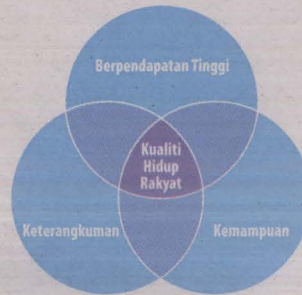 Berpendapatan Tinggi
Kualiti
Hidup
Rakyat
Keterangkuman
Kemampuan